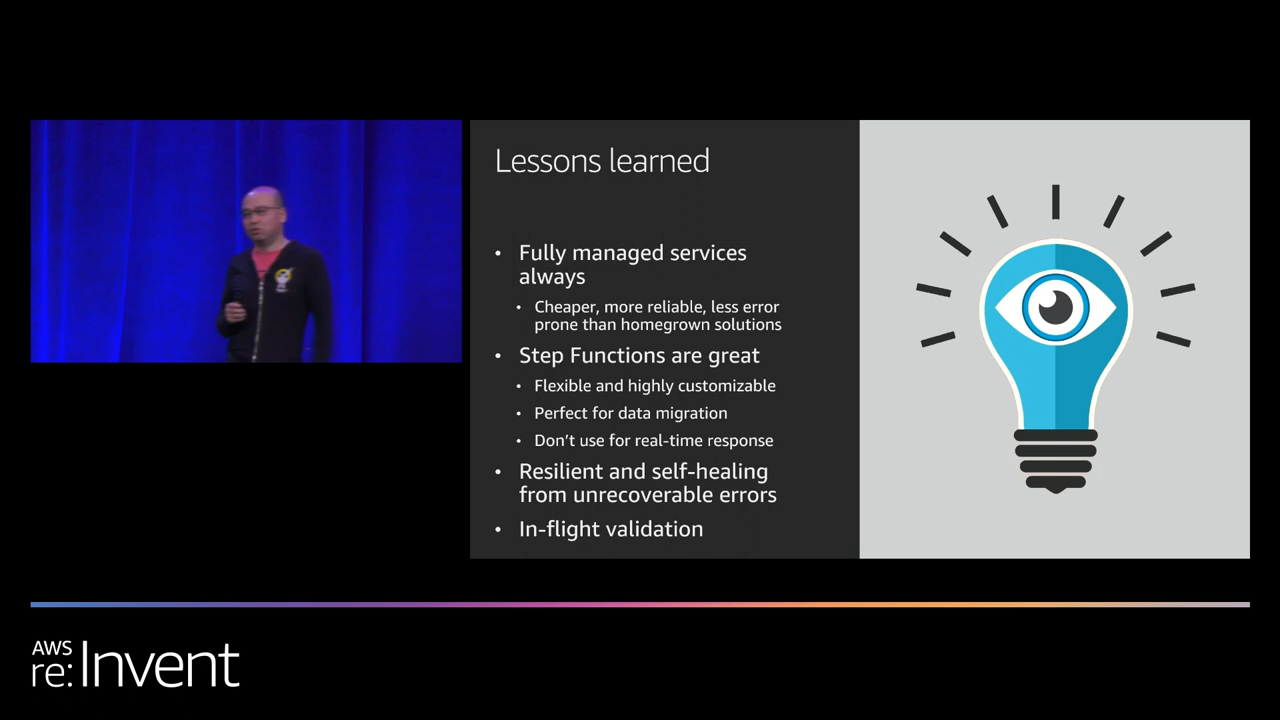 Lessons learned
• Fully managed services
always
• Cheaper, more reliable, less error
prone than homegrown solutions
• Step Functions are great
• Flexible and highly customizable
• Perfect for data migration
• Don't use for real-time response
• Resilient and self-healing
from unrecoverable errors
• In-flight validation
AWS
re:Invent